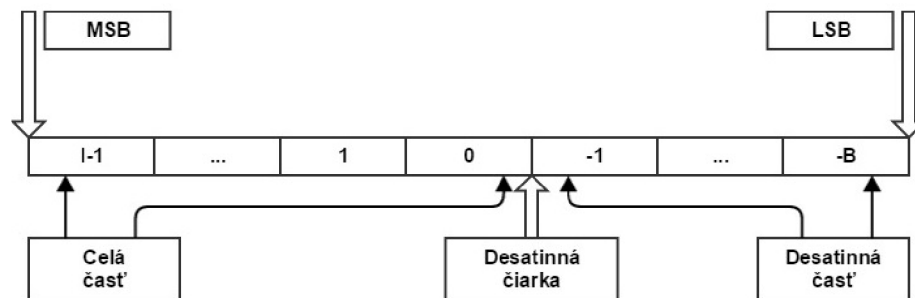 MSB
LSB
I-1 ... 1 0 -1 ... -B
Celá
časť
Desatinná
čiarka
Desatinná
časť